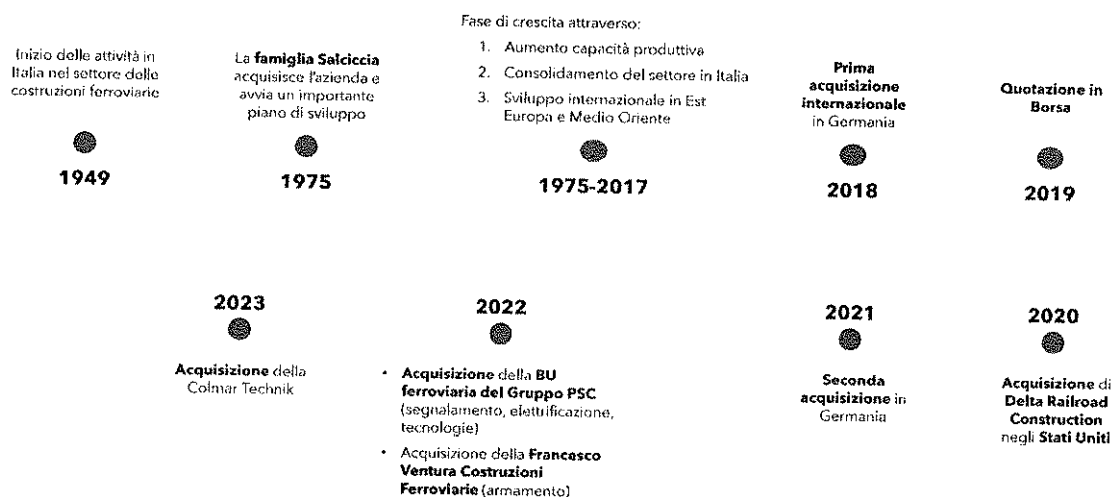 Inizio delle attività in
Italia nel settore delle
costruzioni ferroviarie
1949
La famiglia Salciccia
acquisisce l'azienda e
avvia un importante
piano di sviluppo
1975
Fase di crescita attraverso:
1. Aumento capacità produttiva
2. Consolidamento del settore in Italia
3. Sviluppo internazionale in Est
Europa e Medio Oriente
1975-2017
Prima
acquisizione
internazionale
in Germania
2018
Quotazione in
Borsa
2019
2023
Acquisizione della
Colmar Technik
2022
• Acquisizione della BU
ferroviaria del Gruppo PSC
(segnalamento, elettrificazione,
tecnologie)
• Acquisizione della Francesco
Ventura Costruzioni
Ferroviarie (armamento)
2021
Seconda
acquisizione in
Germania
2020
Acquisizione di
Delta Railroad
Construction
negli Stati Uniti